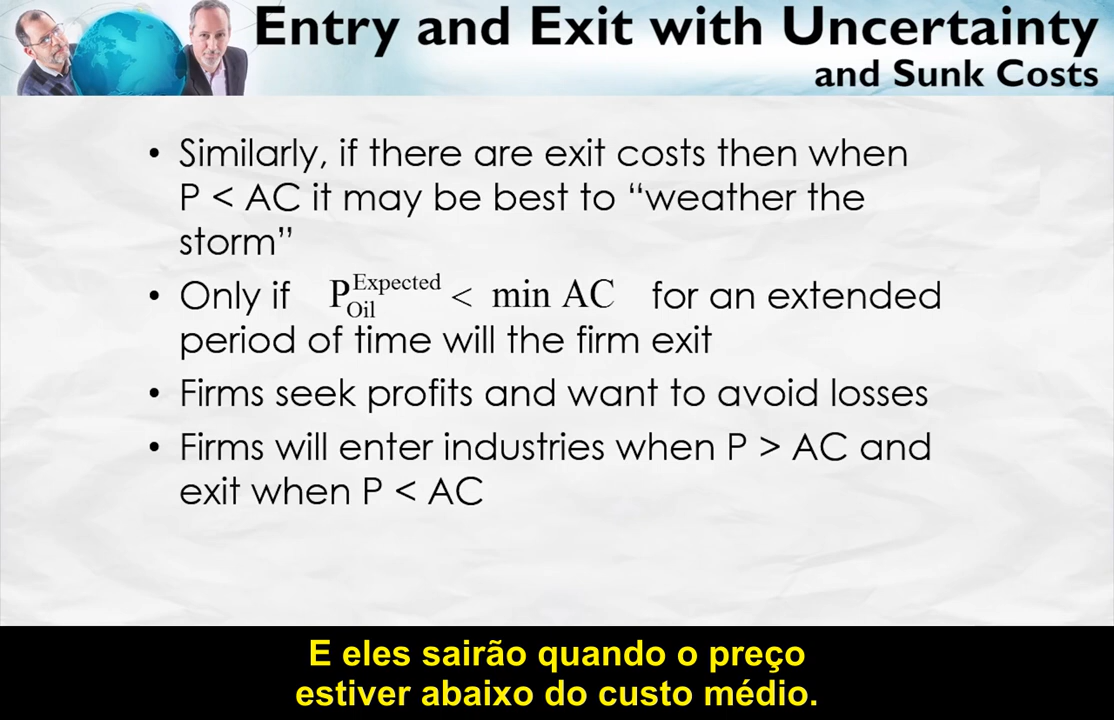 Entry and Exit with Uncertainty
and Sunk Costs
• Similarly, if there are exit costs then when
P < AC it may be best to “weather the
storm”
• Only if P_Oil^Expected < min AC for an extended
period of time will the firm exit
• Firms seek profits and want to avoid losses
• Firms will enter industries when P > AC and
exit when P < AC
E eles sairão quando o preço
estiver abaixo do custo médio.